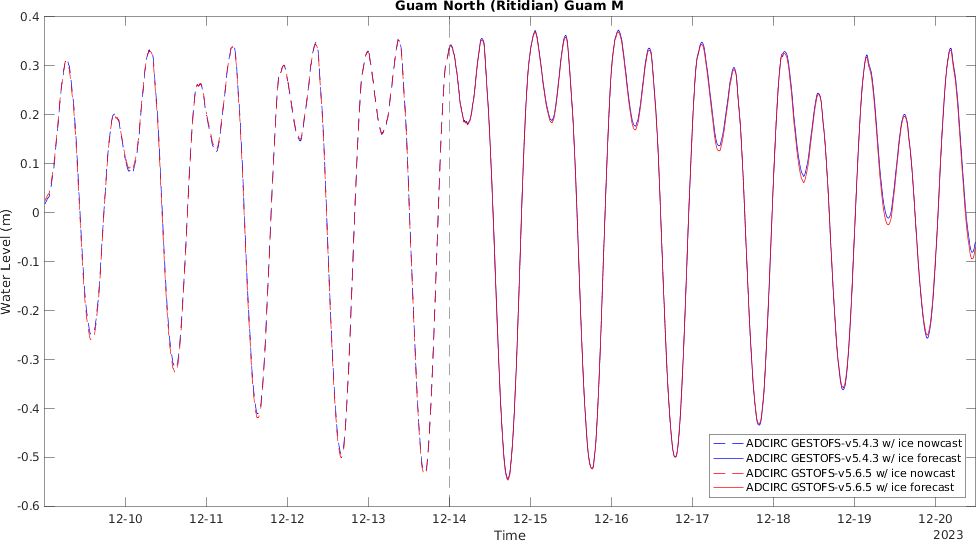 Guam North (Ritidian) Guam M
Water Level (m)
0.4
0.3
0.2
0.1
0
-0.1
-0.2
-0.3
-0.4
-0.5
-0.6
ADCIRC GESTOFS-v5.4.3 w/ ice nowcast
ADCIRC GESTOFS-v5.4.3 w/ ice forecast
ADCIRC GSTOFS-v5.6.5 w/ ice nowcast
ADCIRC GSTOFS-v5.6.5 w/ ice forecast
12-10 12-11 12-12 12-13 12-14 12-15 12-16 12-17 12-18 12-19 12-20
Time
2023